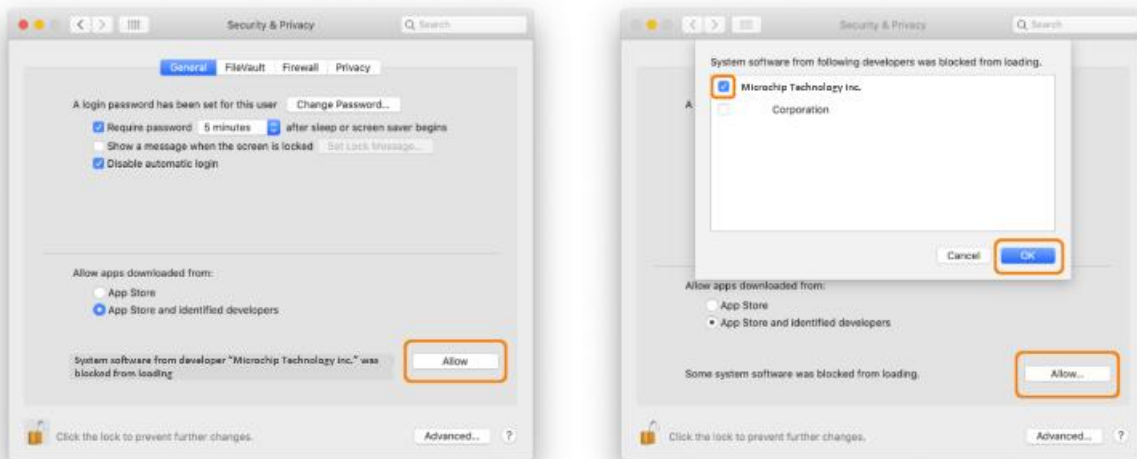 Security & Privacy
Search
General FileVault Firewall Privacy
A login password has been set for this user Change Password...
Require password 5 minutes after sleep or screen saver begins
Show a message when the screen is locked Set Lock Message...
Disable automatic login
Allow apps downloaded from:
App Store
App Store and identified developers
System software from developer "Microchip Technology Inc." was
blocked from loading
Allow
Click the lock to prevent further changes.
Advanced... ?
Security & Privacy
Search
System software from following developers was blocked from loading.
Microchip Technology Inc.
Corporation
A
Cancel OK
Allow apps downloaded from:
App Store
App Store and identified developers
Some system software was blocked from loading.
Allow...
Click the lock to prevent further changes.
Advanced... ?